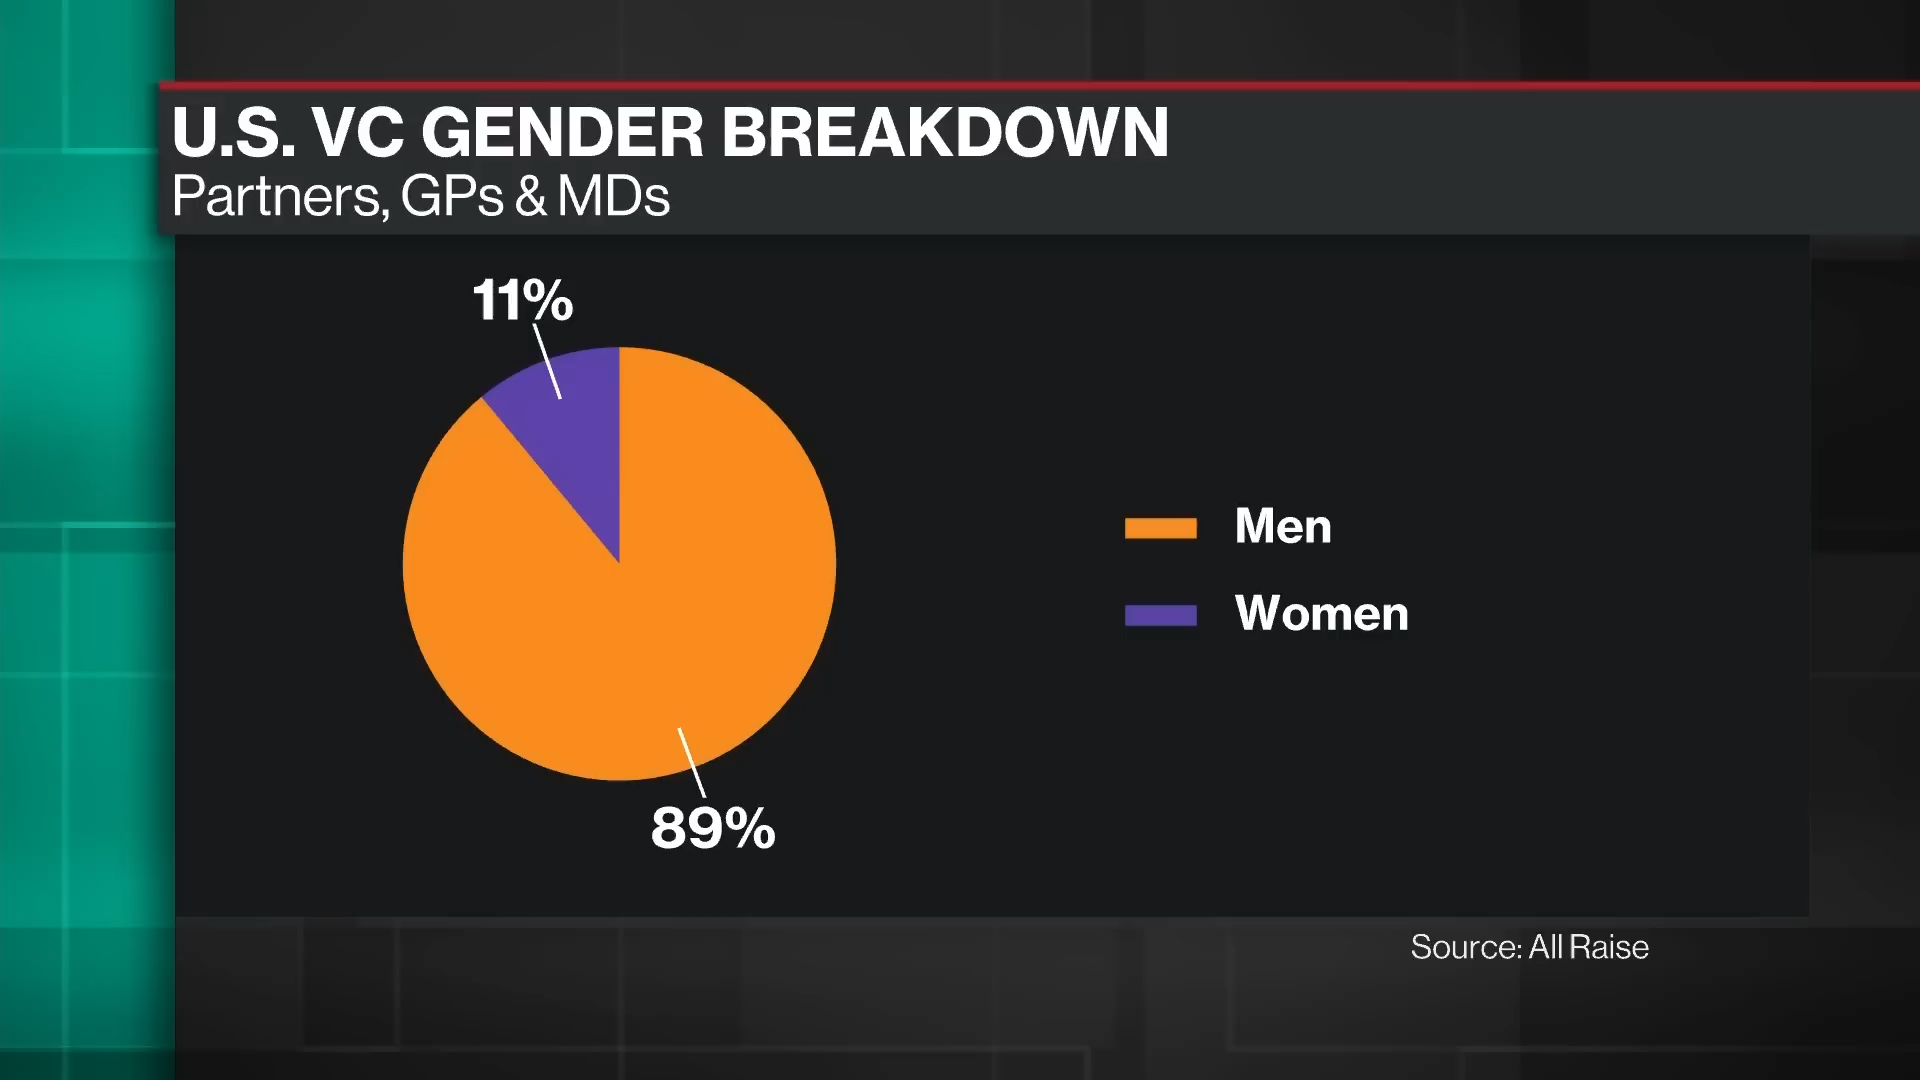 U.S. VC GENDER BREAKDOWN
Partners, GPs & MDs
11%
Men
Women
89%
Source: All Raise